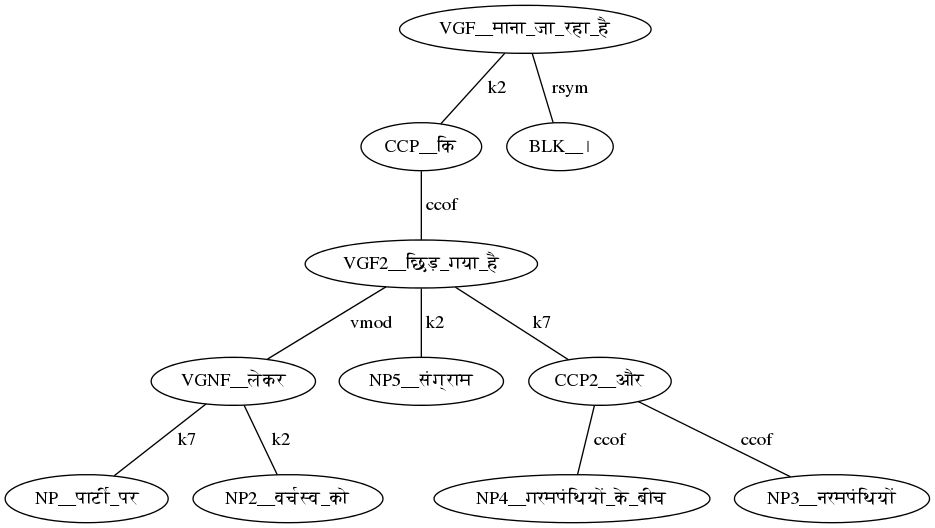 VGF__माना_जा_रहा_है
k2
rsym
CCP__कि
BLK__।
ccof
VGF2__छिड़_गया_है
vmod
k2
k7
VGNF__लेकर
NP5__संग्राम
CCP2__और
k7
k2
ccof
ccof
NP__पार्टी_पर
NP2__वर्चस्व_को
NP4__गरमपंथियों_के_बीच
NP3__नरमपंथियों